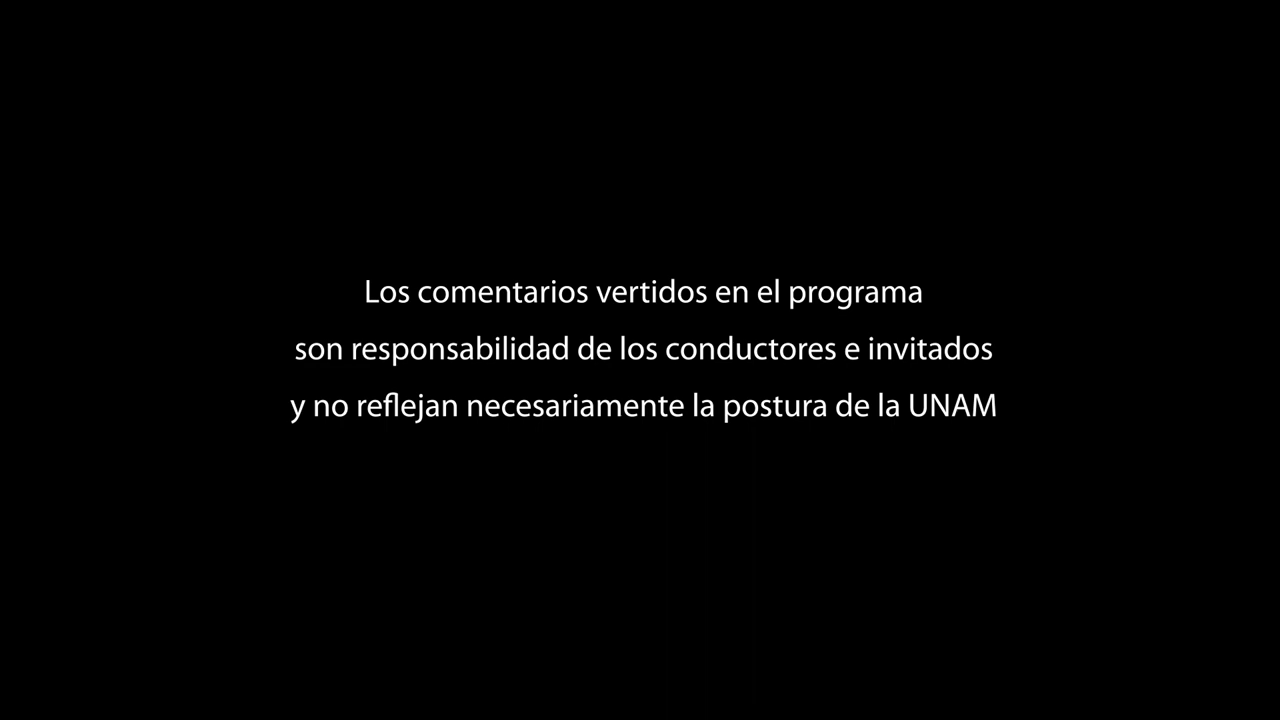 Los comentarios vertidos en el programa
son responsabilidad de los conductores e invitados
y no reflejan necesariamente la postura de la UNAM